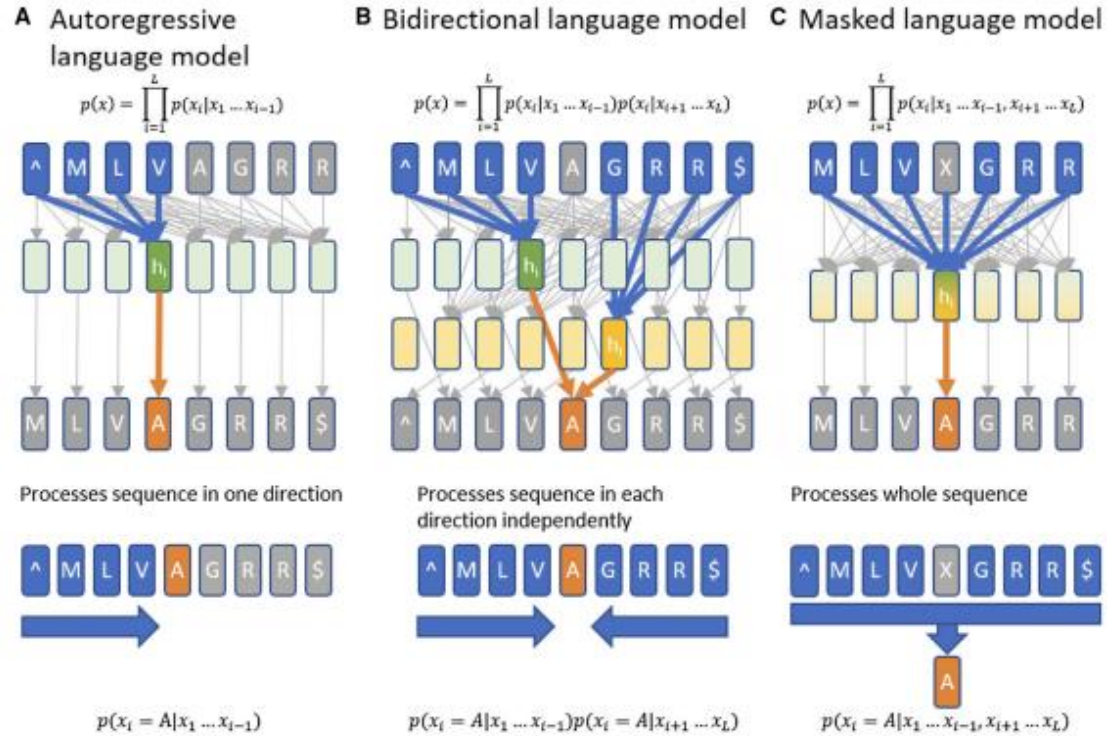 A Autoregressive
language model
p(x) = ∏_{i=1}^{L} p(x_i|x_1 … x_{i−1})
^ M L V A G R R
h_i
M L V A G R R $
Processes sequence in one direction
^ M L V A G R R $
p(x_i = A|x_1 … x_{i−1})
B Bidirectional language model
p(x) = ∏_{i=1}^{L} p(x_i|x_1 … x_{i−1})p(x_i|x_{i+1} … x_L)
^ M L V A G R R $
h_i
h_i
^ M L V A G R R $
Processes sequence in each
direction independently
^ M L V A G R R $
p(x_i = A|x_1 … x_{i−1})p(x_i = A|x_{i+1} … x_L)
C Masked language model
p(x) = ∏_{i=1}^{L} p(x_i|x_1 … x_{i−1}, x_{i+1} … x_L)
M L V X G R R
h_i
M L V A G R R
Processes whole sequence
^ M L V X G R R $
A
p(x_i = A|x_1 … x_{i−1}, x_{i+1} … x_L)